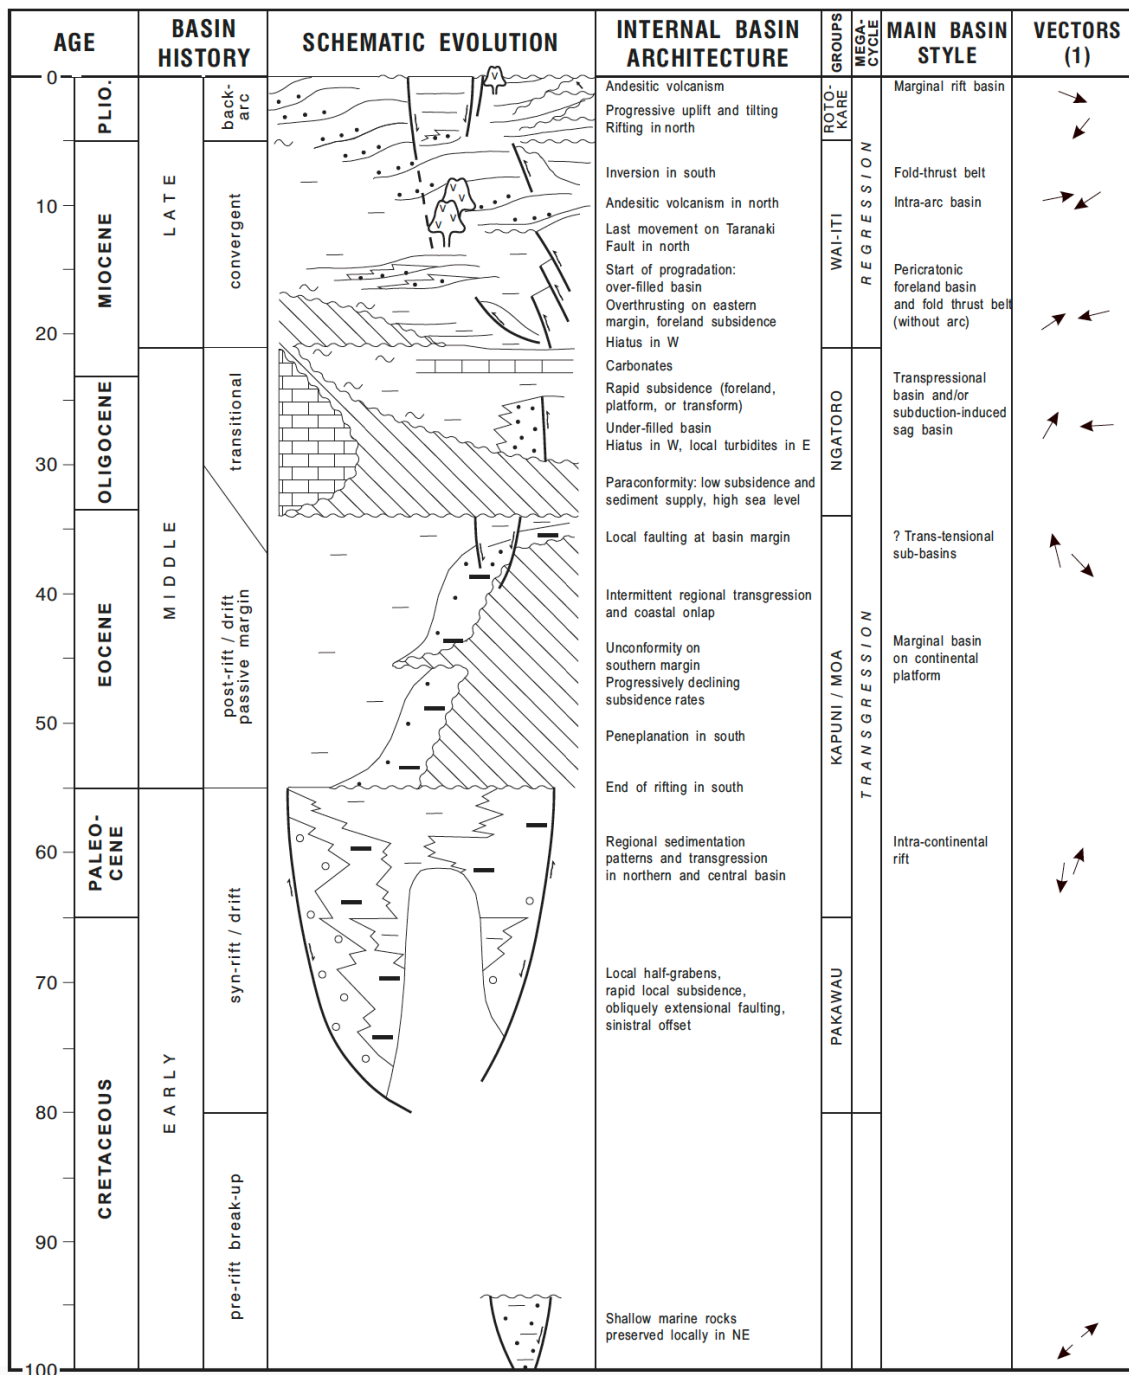 AGE
BASIN
HISTORY
SCHEMATIC EVOLUTION
INTERNAL BASIN
ARCHITECTURE
GROUPS
MEGA-
CYCLE
MAIN BASIN
STYLE
VECTORS
(1)
0
10
20
30
40
50
60
70
80
90
100
PLIO.
MIOCENE
OLIGOCENE
EOCENE
PALEO-
CENE
CRETACEOUS
LATE
MIDDLE
EARLY
back-
arc
convergent
transitional
post-rift / drift
passive margin
syn-rift / drift
pre-rift break-up
v
v
v v
v
v v
v
Andesitic volcanism
Progressive uplift and tilting
Rifting in north
Inversion in south
Andesitic volcanism in north
Last movement on Taranaki
Fault in north
Start of progradation:
over-filled basin
Overthrusting on eastern
margin, foreland subsidence
Hiatus in W
Carbonates
Rapid subsidence (foreland,
platform, or transform)
Under-filled basin
Hiatus in W, local turbidites in E
Paraconformity: low subsidence and
sediment supply, high sea level
Local faulting at basin margin
Intermittent regional transgression
and coastal onlap
Unconformity on
southern margin
Progressively declining
subsidence rates
Peneplanation in south
End of rifting in south
Regional sedimentation
patterns and transgression
in northern and central basin
Local half-grabens,
rapid local subsidence,
obliquely extensional faulting,
sinistral offset
Shallow marine rocks
preserved locally in NE
ROTO-
KARE
WAI-ITI
NGATORO
KAPUNI / MOA
PAKAWAU
REGRESSION
TRANSGRESSION
Marginal rift basin
Fold-thrust belt
Intra-arc basin
Pericratonic
foreland basin
and fold thrust belt
(without arc)
Transpressional
basin and/or
subduction-induced
sag basin
? Trans-tensional
sub-basins
Marginal basin
on continental
platform
Intra-continental
rift